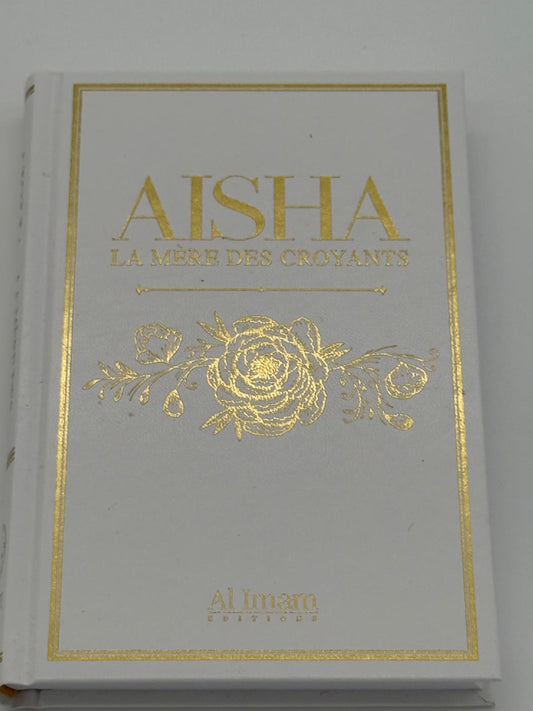 AISHA
LA MÈRE DES CROYANTS
Al Imam
EDITIONS